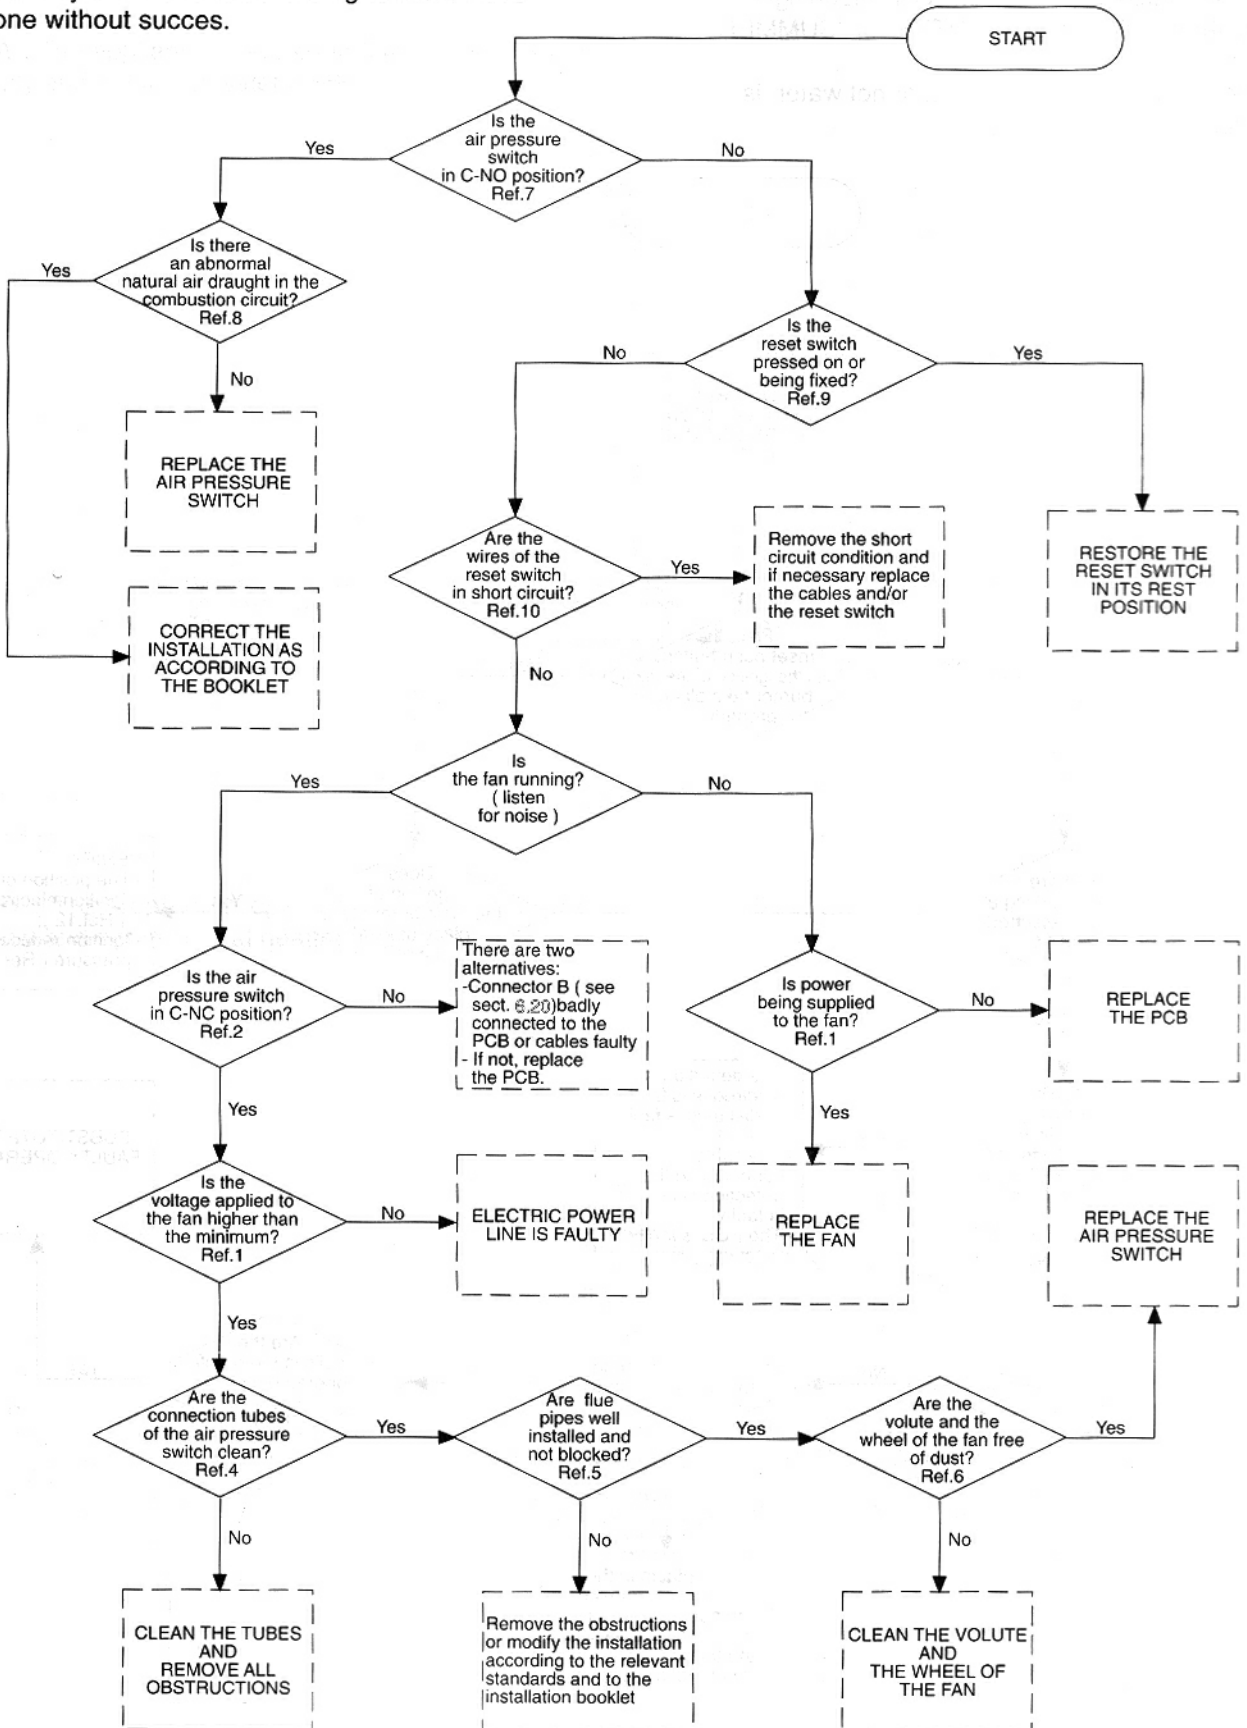 one without succes.
START
Is the
air pressure
switch
in C-NO position?
Ref.7
Yes
No
Is there
an abnormal
natural air draught in the
combustion circuit?
Ref.8
Yes
No
REPLACE THE
AIR PRESSURE
SWITCH
CORRECT THE
INSTALLATION AS
ACCORDING TO
THE BOOKLET
Is the
reset switch
pressed on or
being fixed?
Ref.9
No
Yes
RESTORE THE
RESET SWITCH
IN ITS REST
POSITION
Are the
wires of the
reset switch
in short circuit?
Ref.10
Yes
Remove the short
circuit condition and
if necessary replace
the cables and/or
the reset switch
No
Is
the fan running?
( listen
for noise )
Yes
No
Is the air
pressure switch
in C-NC position?
Ref.2
No
There are two
alternatives:
-Connector B ( see
sect. 6.20)badly
connected to the
PCB or cables faulty
- If not, replace
the PCB.
Is power
being supplied
to the fan?
Ref.1
No
REPLACE
THE PCB
Yes
Yes
Is the
voltage applied to
the fan higher than
the minimum?
Ref.1
No
ELECTRIC POWER
LINE IS FAULTY
REPLACE
THE FAN
REPLACE THE
AIR PRESSURE
SWITCH
Yes
Are the
connection tubes
of the air pressure
switch clean?
Ref.4
Yes
Are flue
pipes well
installed and
not blocked?
Ref.5
Yes
Are the
volute and the
wheel of the fan free
of dust?
Ref.6
Yes
No
No
No
CLEAN THE TUBES
AND
REMOVE ALL
OBSTRUCTIONS
Remove the obstructions
or modify the installation
according to the relevant
standards and to the
installation booklet
CLEAN THE VOLUTE
AND
THE WHEEL OF
THE FAN